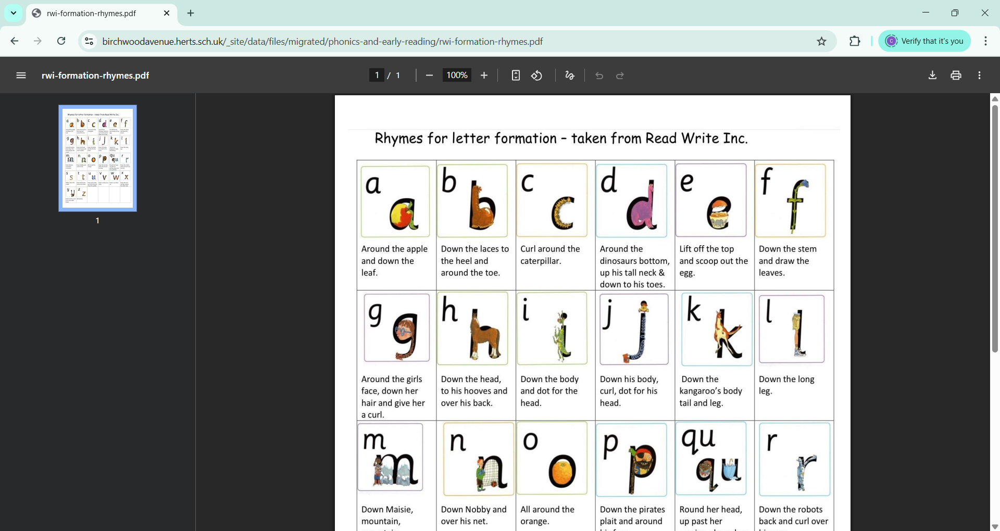 rwi-formation-rhymes.pdf
birchwoodavenue.herts.sch.uk/_site/data/files/migrated/phonics-and-early-reading/rwi-formation-rhymes.pdf
C Verify that it's you
rwi-formation-rhymes.pdf
1 / 1
100%
1
Rhymes for letter formation – taken from Read Write Inc.
a
a
b
b
c
c
d
d
e
e
f
f
Around the apple
and down the
leaf.
Down the laces to
the heel and
around the toe.
Curl around the
caterpillar.
Around the
dinosaurs bottom,
up his tall neck &
down to his toes.
Lift off the top
and scoop out the
egg.
Down the stem
and draw the
leaves.
g
g
h
h
i
i
j
j
k
k
l
l
Around the girls
face, down her
hair and give her
a curl.
Down the head,
to his hooves and
over his back.
Down the body
and dot for the
head.
Down his body,
curl, dot for his
head.
Down the
kangaroo’s body
tail and leg.
Down the long
leg.
m
m
n
n
o
o
p
p
qu
qu
r
r
Down Maisie,
mountain,
Down Nobby and
over his net.
All around the
orange.
Down the pirates
plait and around
Round her head,
up past her
Down the robots
back and curl over